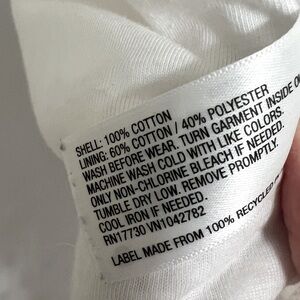 SHELL: 100% COTTON
LINING: 60% COTTON / 40% POLYESTER
WASH BEFORE WEAR. TURN GARMENT INSIDE
MACHINE WASH COLD WITH LIKE COLORS.
ONLY NON-CHLORINE BLEACH IF NEEDED.
TUMBLE DRY LOW. REMOVE PROMPTLY.
COOL IRON IF NEEDED.
RN17730 VN1042782
LABEL MADE FROM 100% RECYCLED